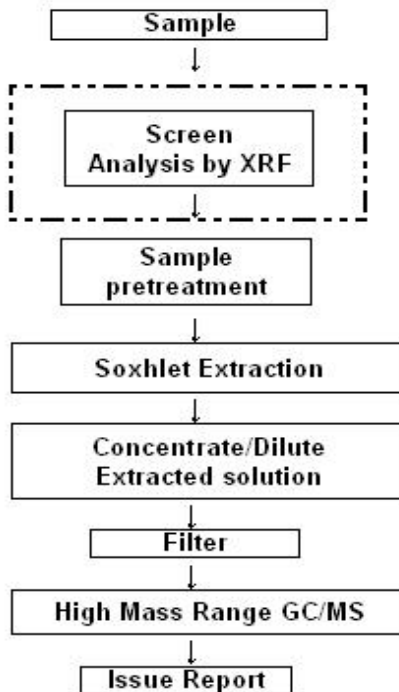 Sample
Screen
Analysis by XRF
Sample
pretreatment
Soxhlet Extraction
Concentrate/Dilute
Extracted solution
Filter
High Mass Range GC/MS
Issue Report